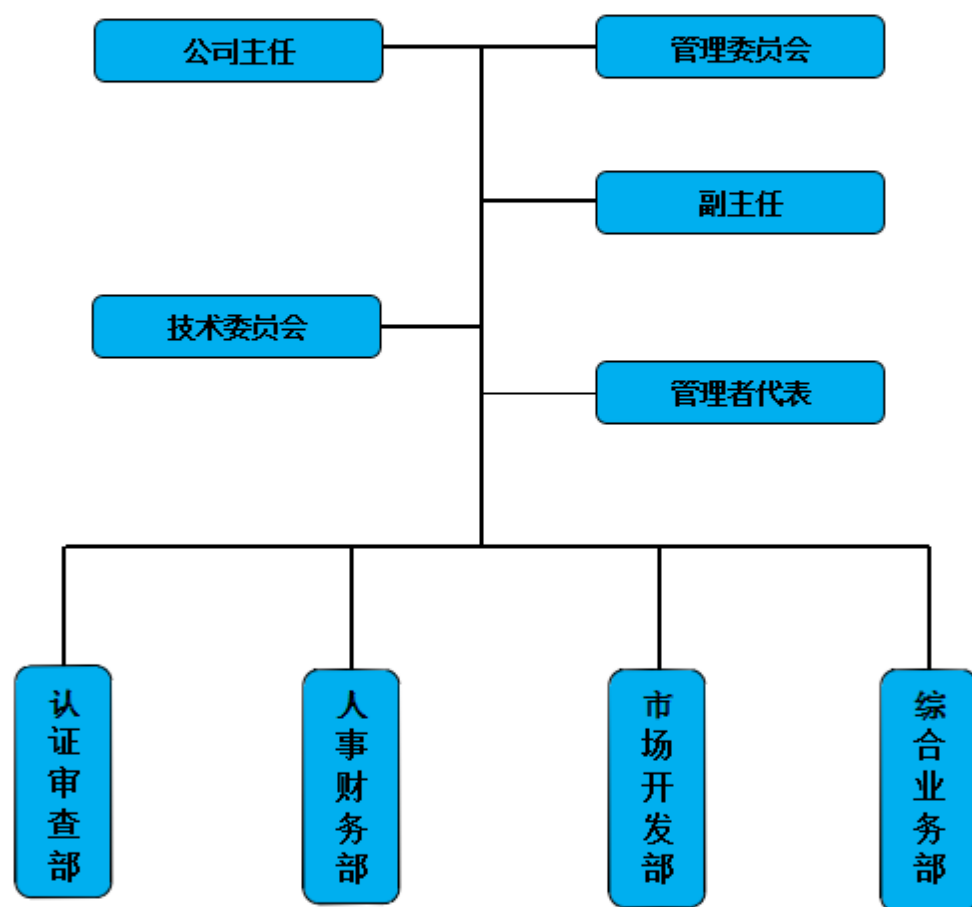 公司主任
管理委员会
副主任
技术委员会
管理者代表
认证审查部
人事财务部
市场开发部
综合业务部